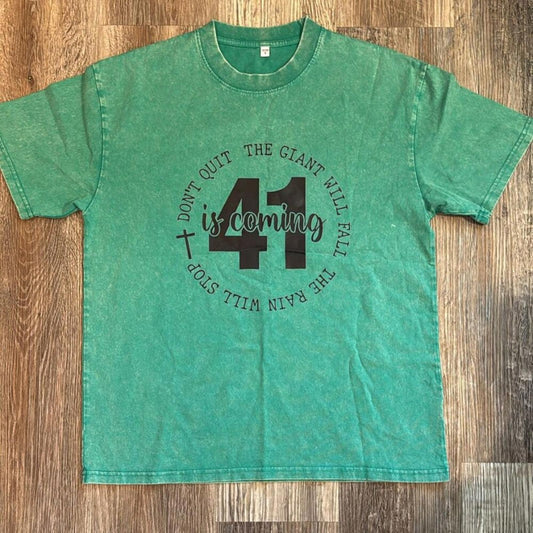 DON'T QUIT THE GIANT WILL FALL THE RAIN WILL STOP
41
is coming